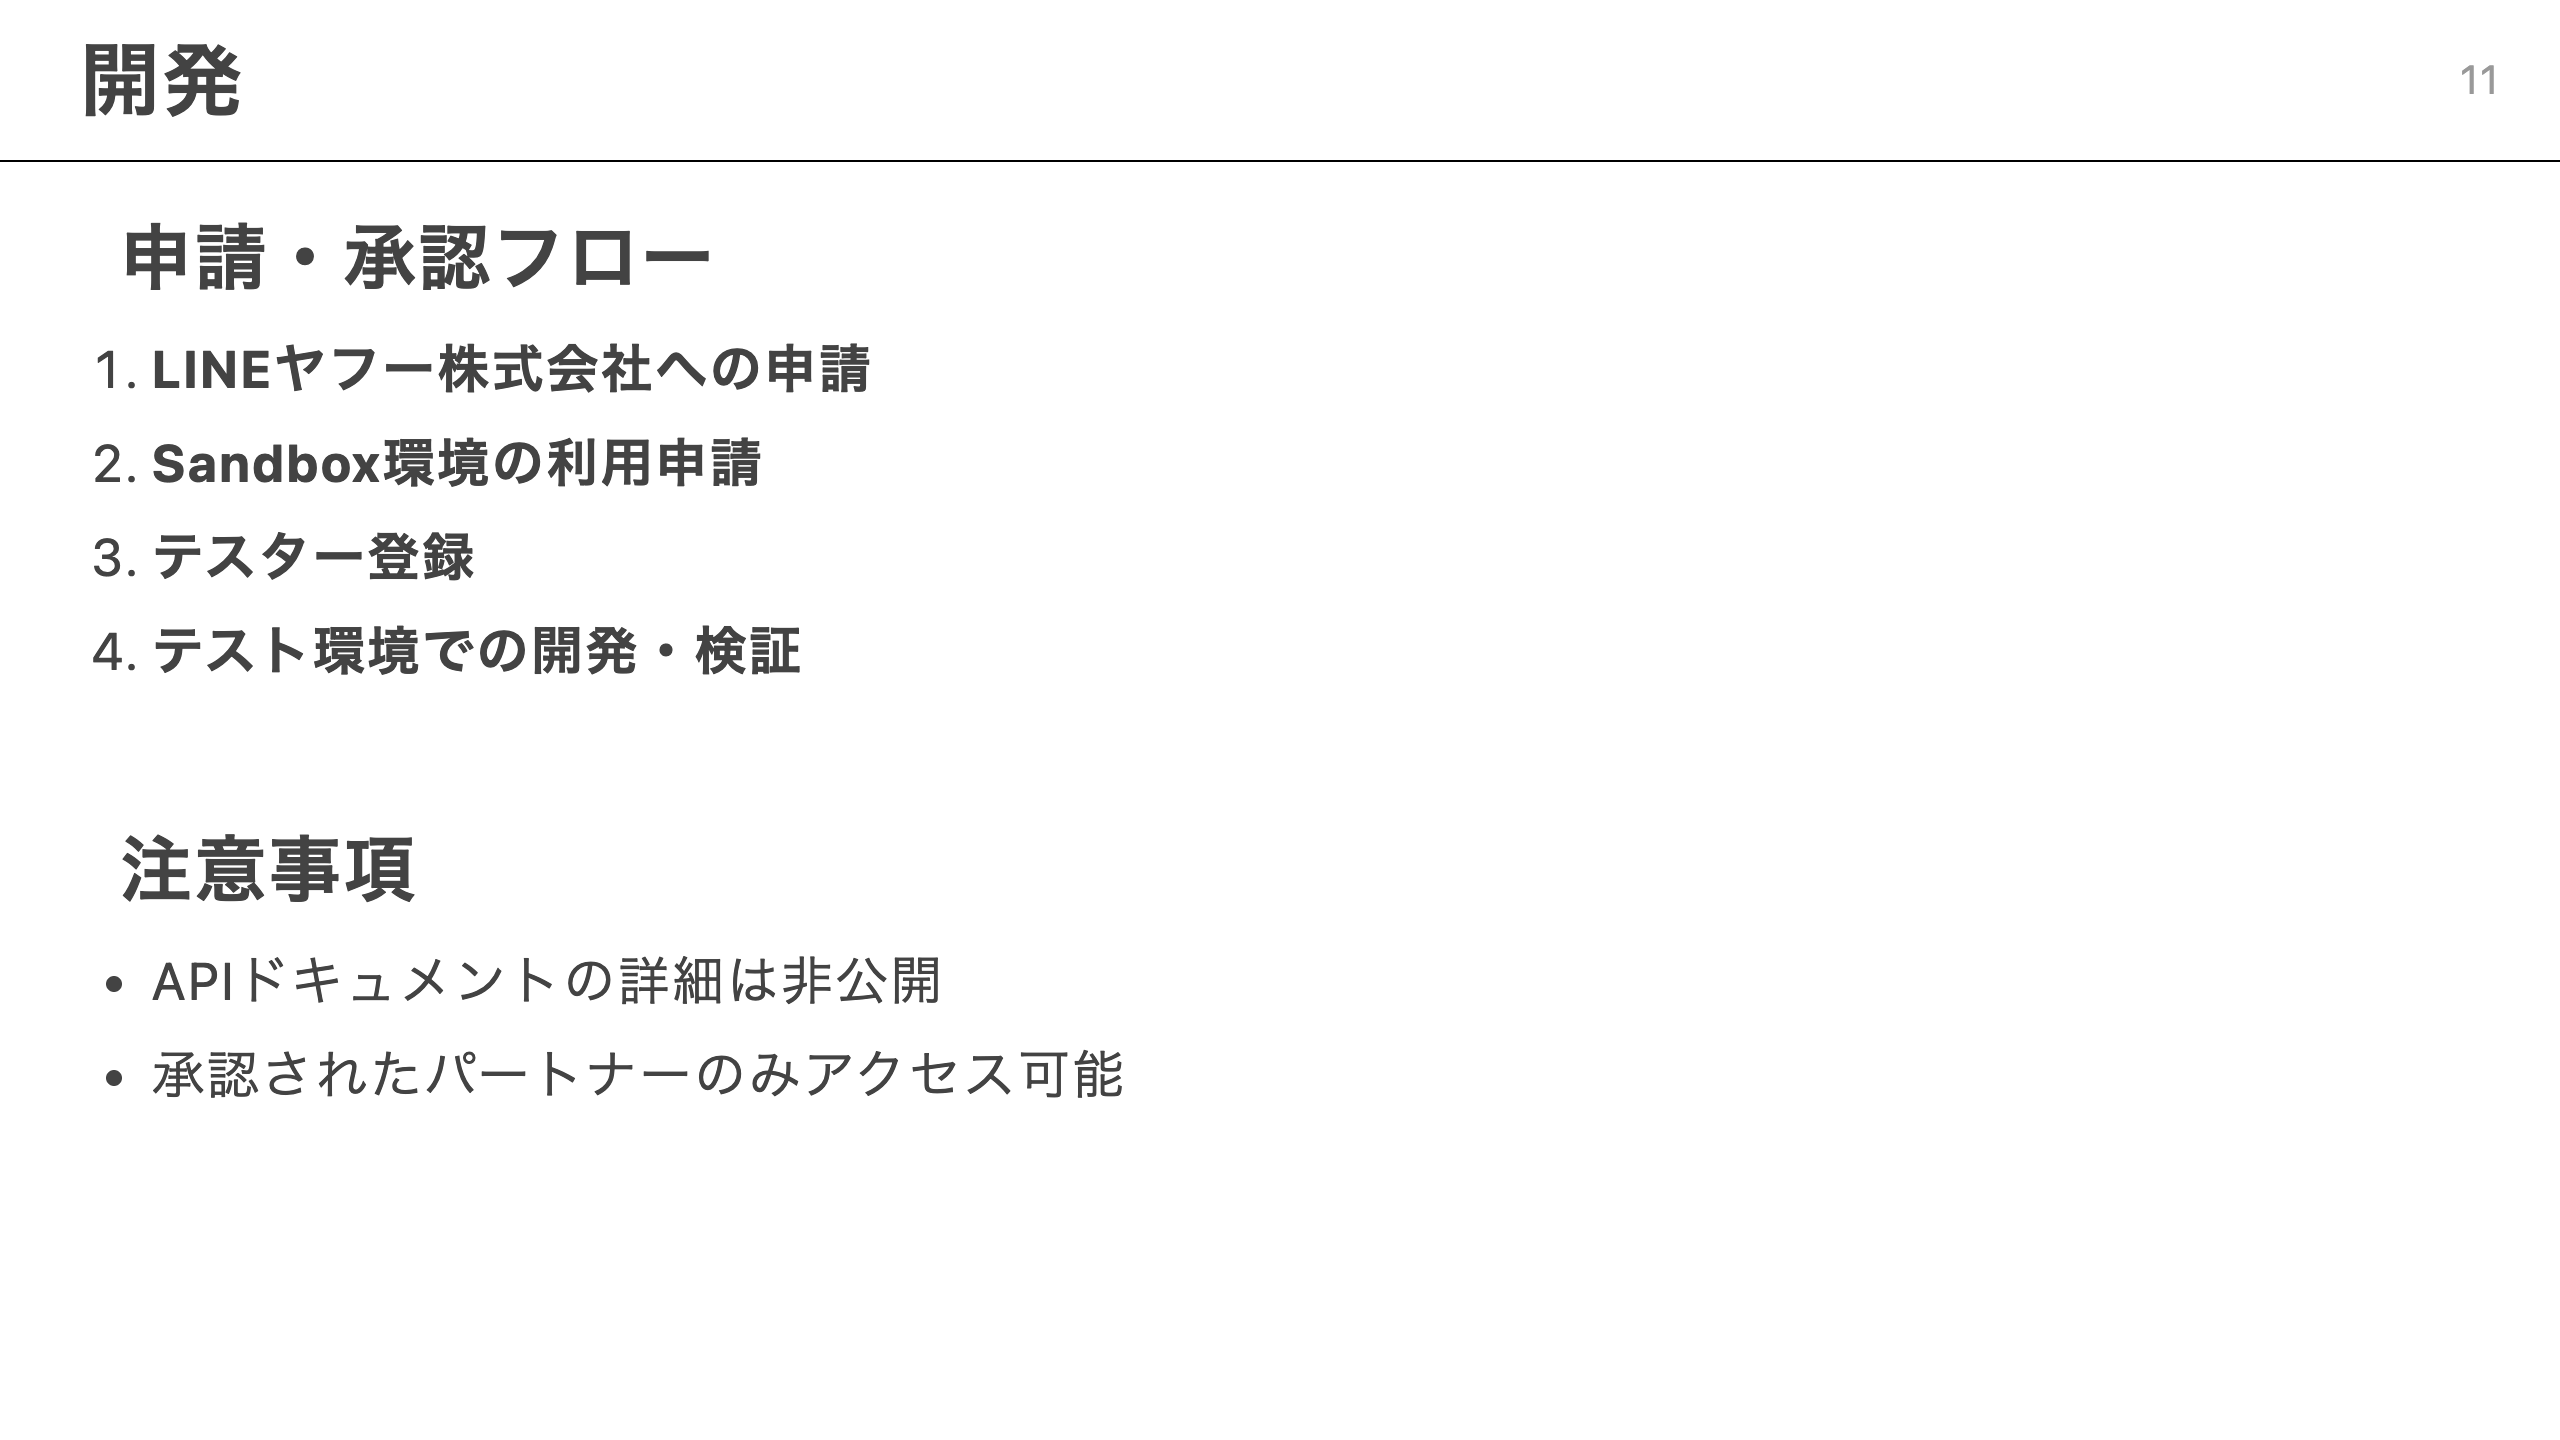 開発
11
申請・承認フロー
1. LINEヤフー株式会社への申請
2. Sandbox環境の利用申請
3. テスター登録
4. テスト環境での開発・検証
注意事項
• APIドキュメントの詳細は非公開
• 承認されたパートナーのみアクセス可能